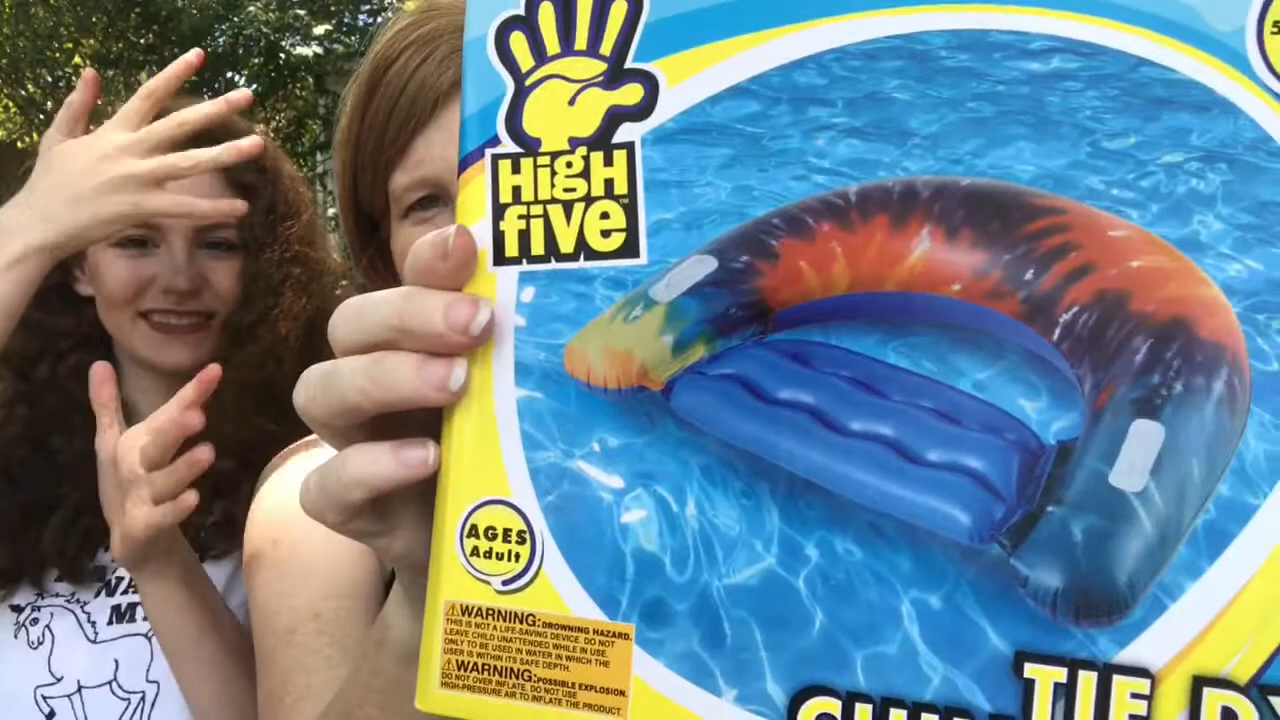 HiGH
five™
AGES
Adult
⚠WARNING: DROWNING HAZARD.
THIS IS NOT A LIFE-SAVING DEVICE. DO NOT
LEAVE CHILD UNATTENDED WHILE IN USE.
ONLY TO BE USED IN WATER IN WHICH THE
USER IS WITHIN ITS SAFE DEPTH.
⚠WARNING: POSSIBLE EXPLOSION.
DO NOT OVER INFLATE. DO NOT USE
HIGH-PRESSURE AIR TO INFLATE THE PRODUCT.
TIE